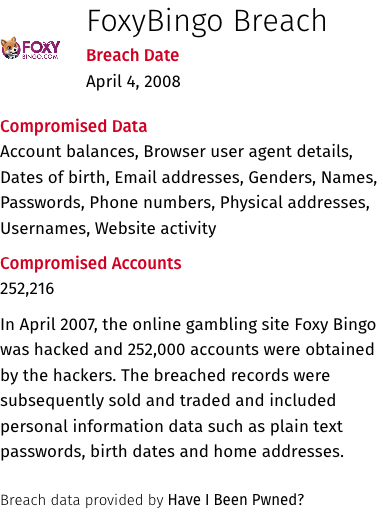 FoxyBingo Breach
FOXY
BINGO.COM
Breach Date
April 4, 2008
Compromised Data
Account balances, Browser user agent details,
Dates of birth, Email addresses, Genders, Names,
Passwords, Phone numbers, Physical addresses,
Usernames, Website activity
Compromised Accounts
252,216
In April 2007, the online gambling site Foxy Bingo
was hacked and 252,000 accounts were obtained
by the hackers. The breached records were
subsequently sold and traded and included
personal information data such as plain text
passwords, birth dates and home addresses.
Breach data provided by Have I Been Pwned?